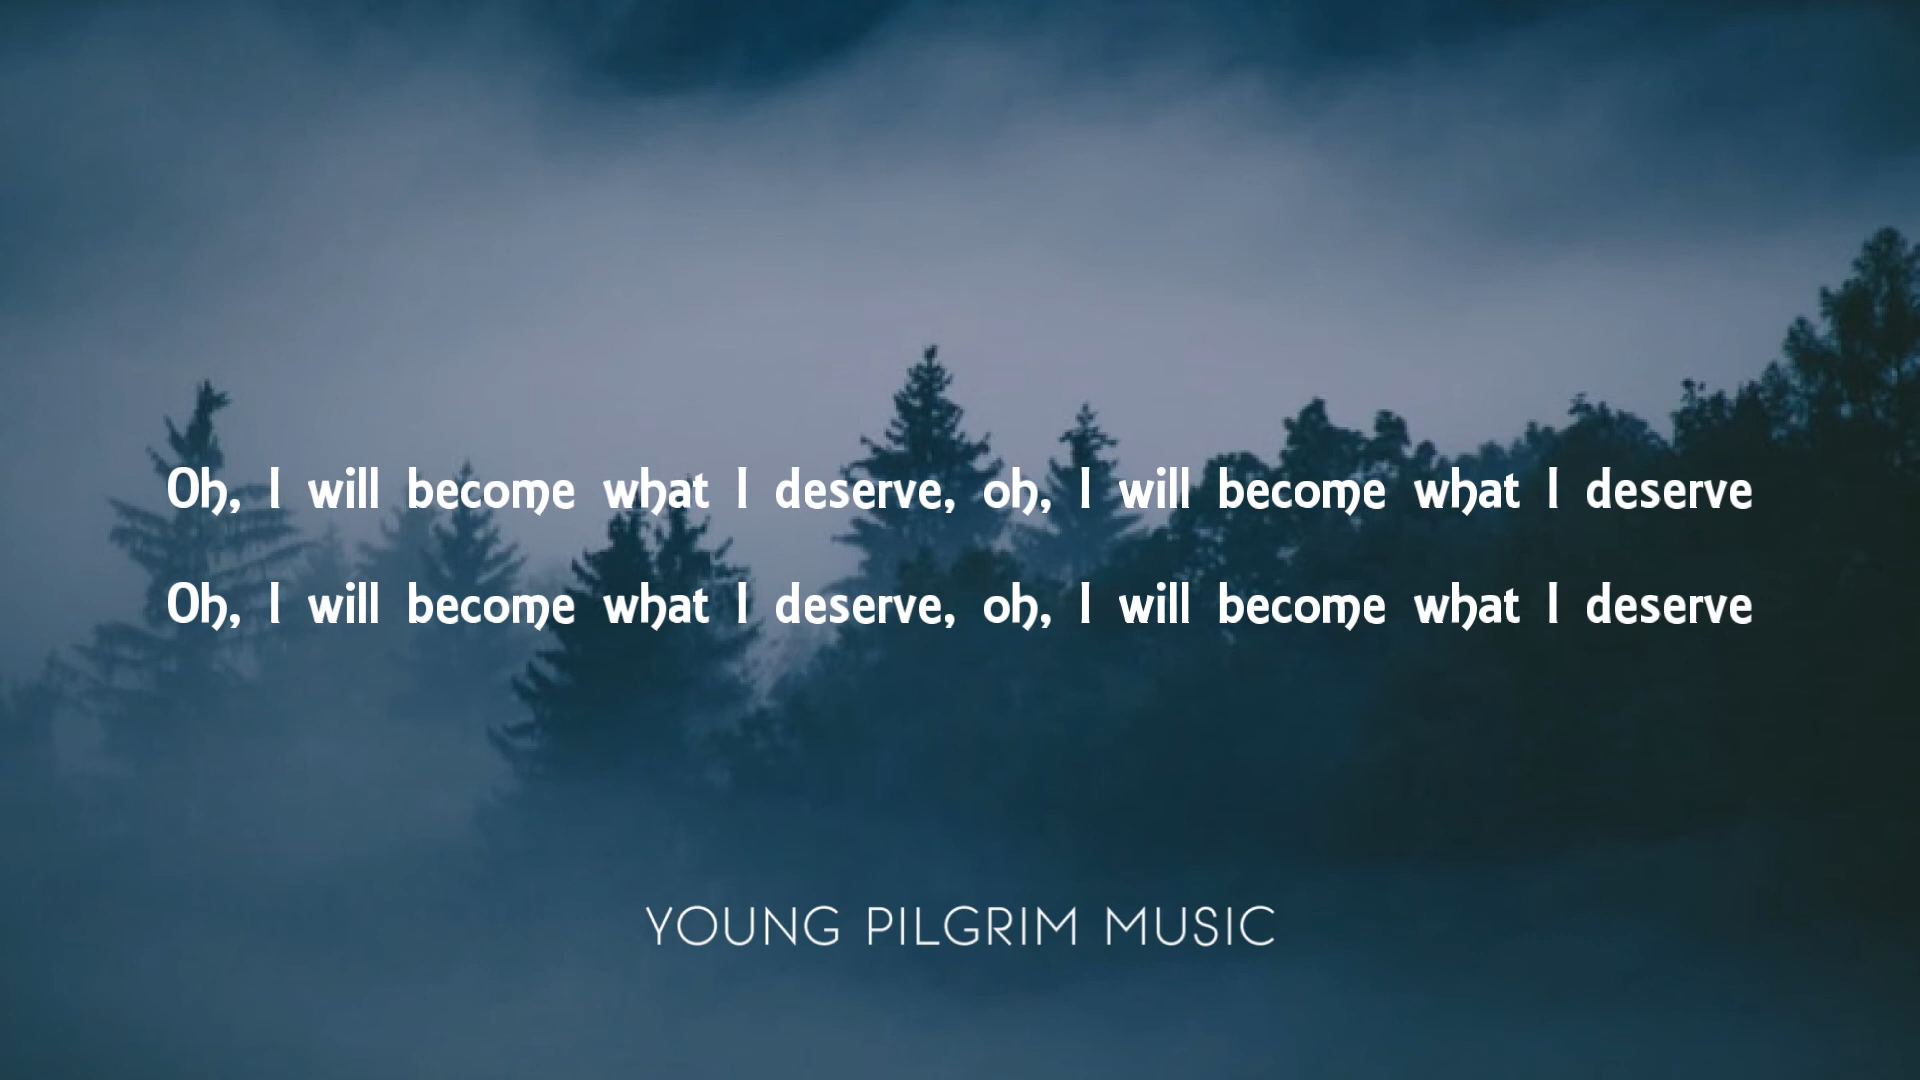 Oh, I will become what I deserve, oh, I will become what I deserve
Oh, I will become what I deserve, oh, I will become what I deserve
YOUNG PILGRIM MUSIC